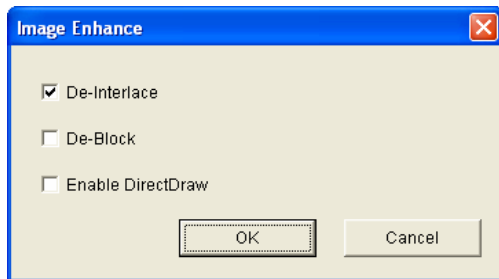 Image Enhance
De-Interlace
De-Block
Enable DirectDraw
OK Cancel